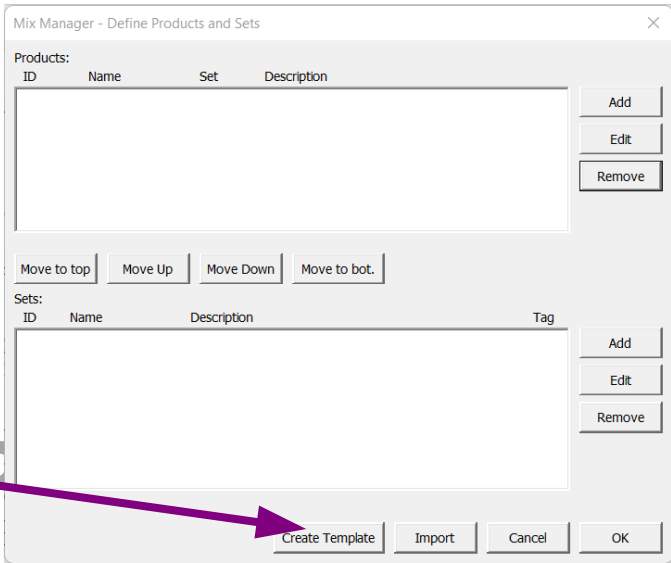 Mix Manager - Define Products and Sets
Products:
ID Name Set Description
Add
Edit
Remove
Move to top Move Up Move Down Move to bot.
Sets:
ID Name Description Tag
Add
Edit
Remove
Create Template Import Cancel OK